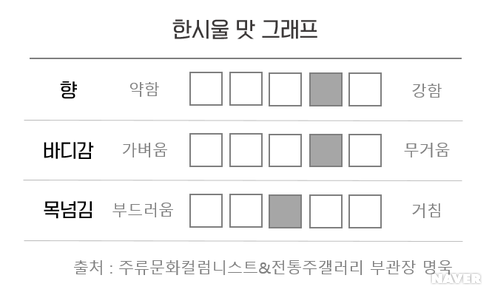 한시울 맛 그래프
향 약함 강함
바디감 가벼움 무거움
목넘김 부드러움 거침
출처 : 주류문화컬럼니스트&전통주갤러리 부관장 명욱
NAVER